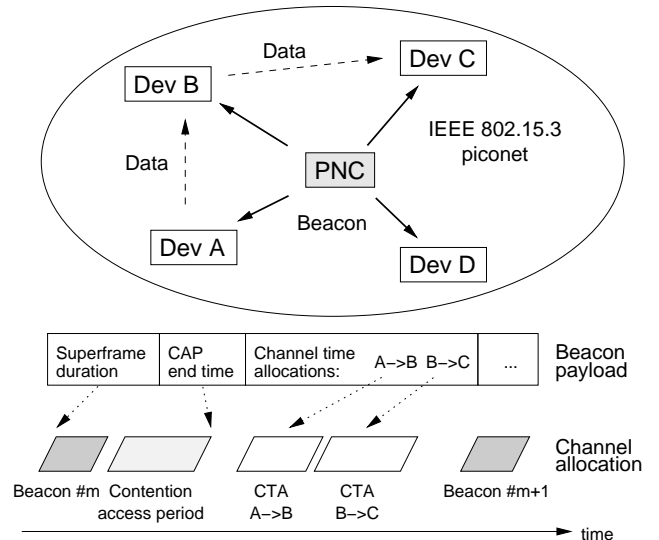 Data
Dev C
Dev B
IEEE 802.15.3
piconet
Data
PNC
Beacon
Dev A
Dev D
Superframe
duration
CAP
end time
Channel time
allocations: A->B B->C
...
Beacon
payload
Channel
allocation
Beacon #m
Contention
access period
CTA
A->B
CTA
B->C
Beacon #m+1
time